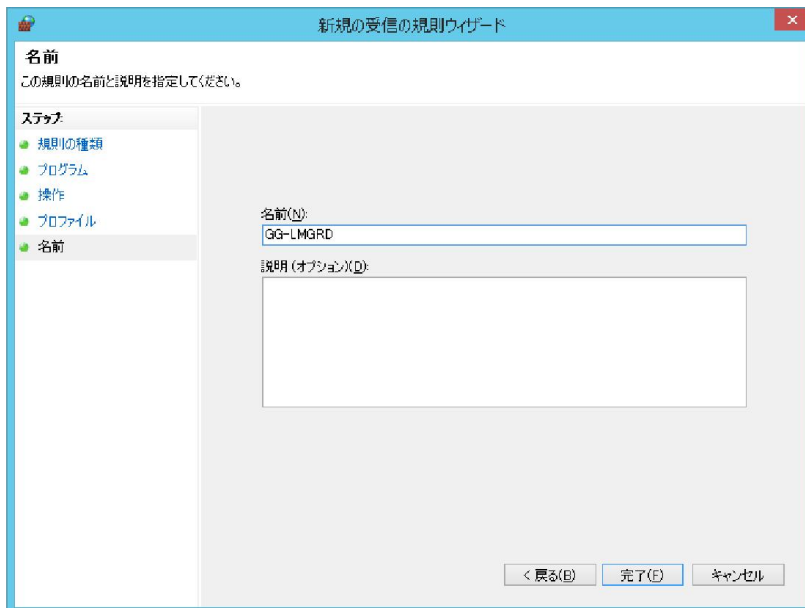 新規の受信の規則ウィザード
名前
この規則の名前と説明を指定してください。
ステップ:
規則の種類
プログラム
操作
プロファイル
名前
名前(N):
GG-LMGRD
説明 (オプション)(D):
< 戻る(B)
完了(F)
キャンセル